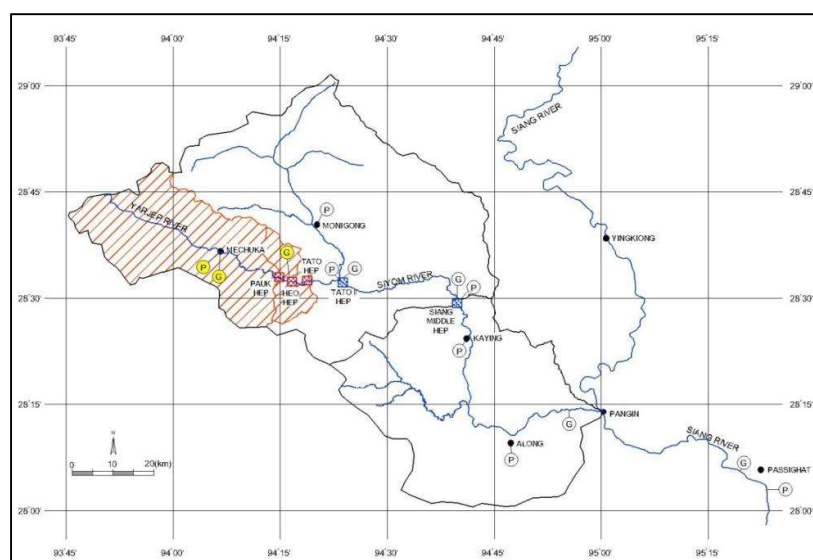 93°45' 94°00' 94°15' 94°30' 94°45' 95°00' 95°15'
29°00' 29°00'
SIANG RIVER
28°45' 28°45'
YARJEP RIVER
P
MONIGONG
YINGKIONG
MECHUKA
G
TATO
HEP
P G
P
G
SIYOM RIVER
G
P
PAUK
HEP
HEO
HEP
TATO I
HEP
28°30' 28°30'
SIANG
MIDDLE
HEP
KAYING
P
28°15' 28°15'
PANGIN
G
SIANG RIVER
ALONG
P
G
PASSIGHAT
P
N
0 10 20(km)
28°00' 28°00'
93°45' 94°00' 94°15' 94°30' 94°45' 95°00' 95°15'